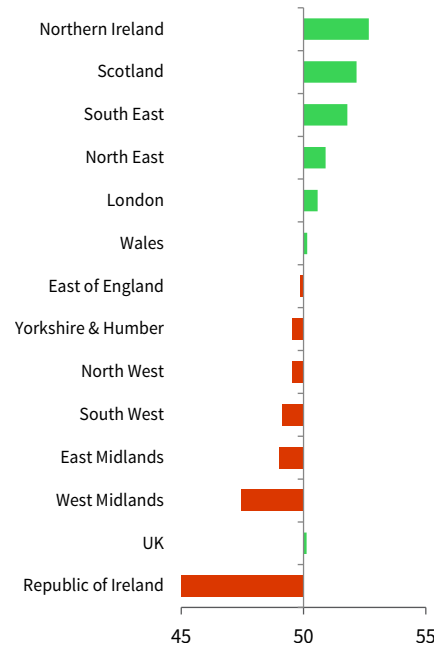 Northern Ireland
Scotland
South East
North East
London
Wales
East of England
Yorkshire & Humber
North West
South West
East Midlands
West Midlands
UK
Republic of Ireland
45 50 55